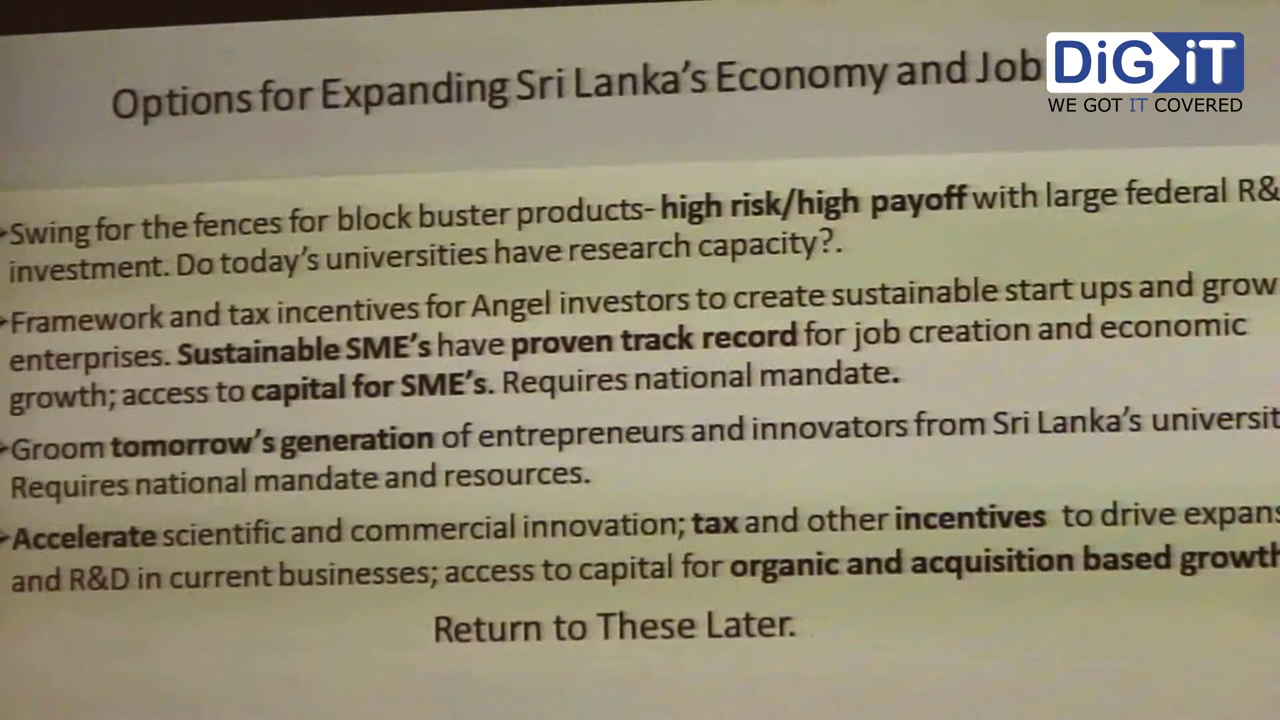 Options for Expanding Sri Lanka's Economy and Job
DiGiT
WE GOT IT COVERED
Swing for the fences for block buster products- high risk/high payoff with large federal R&
investment. Do today's universities have research capacity?.
Framework and tax incentives for Angel investors to create sustainable start ups and grow
enterprises. Sustainable SME's have proven track record for job creation and economic
growth; access to capital for SME's. Requires national mandate.
Groom tomorrow's generation of entrepreneurs and innovators from Sri Lanka's universit
Requires national mandate and resources.
Accelerate scientific and commercial innovation; tax and other incentives to drive expans
and R&D in current businesses; access to capital for organic and acquisition based growth
Return to These Later.